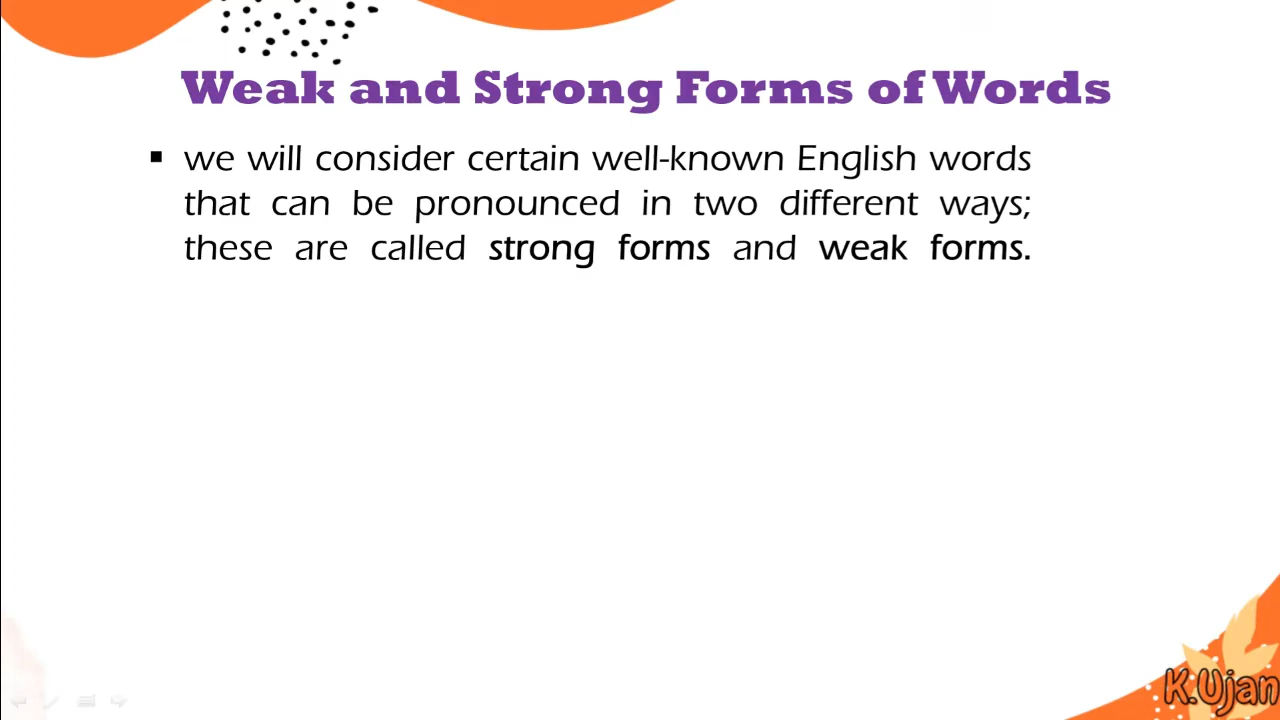 Weak and Strong Forms of Words
▪ we will consider certain well-known English words
that can be pronounced in two different ways;
these are called strong forms and weak forms.
K.Ujan